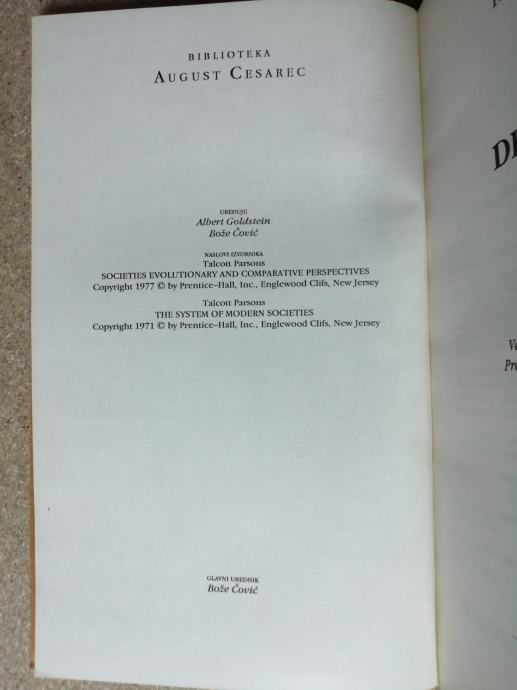 BIBLIOTEKA
AUGUST CESAREC
UREĐUJU
Albert Goldstein
Bože Čović
NASLOVI IZVORNIKA
Talcott Parsons
SOCIETIES EVOLUTIONARY AND COMPARATIVE PERSPECTIVES
Copyright 1977 © by Prentice–Hall, Inc., Englewood Clifs, New Jersey
Talcott Parsons
THE SYSTEM OF MODERN SOCIETIES
Copyright 1971 © by Prentice–Hall, Inc., Englewood Clifs, New Jersey
GLAVNI UREDNIK
Bože Čović